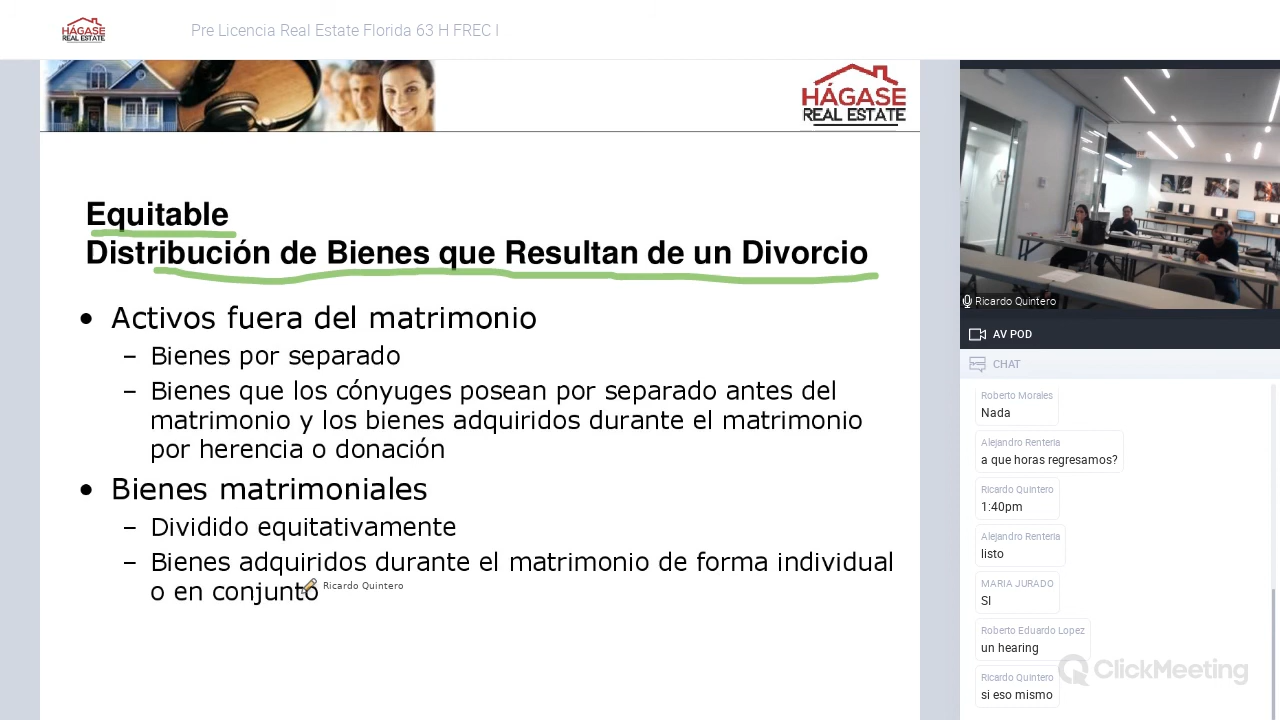 HÁGASE
REAL ESTATE
Pre Licencia Real Estate Florida 63 H FREC I
HÁGASE
REAL ESTATE
Equitable
Distribución de Bienes que Resultan de un Divorcio
• Activos fuera del matrimonio
– Bienes por separado
– Bienes que los cónyuges posean por separado antes del
matrimonio y los bienes adquiridos durante el matrimonio
por herencia o donación
• Bienes matrimoniales
– Dividido equitativamente
– Bienes adquiridos durante el matrimonio de forma individual
o en conjunto
Ricardo Quintero
Ricardo Quintero
AV POD
CHAT
Roberto Morales
Nada
Alejandro Renteria
a que horas regresamos?
Ricardo Quintero
1:40pm
Alejandro Renteria
listo
MARIA JURADO
SI
Roberto Eduardo Lopez
un hearing
Ricardo Quintero
si eso mismo
ClickMeeting